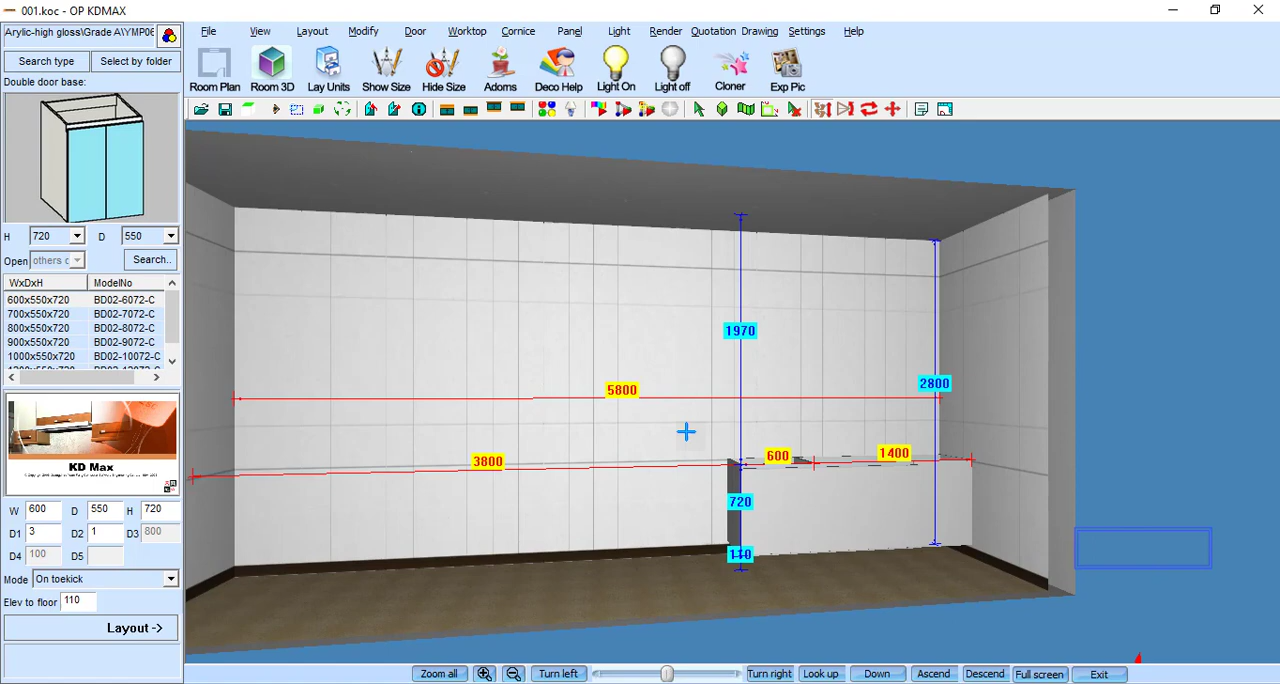 001.koc - OP KDMAX
Arylic-high gloss\Grade A\YMP06
File View Layout Modify Door Worktop Cornice Panel Light Render Quotation Drawing Settings Help
Search type Select by folder
Room Plan Room 3D Lay Units Show Size Hide Size Adoms Deco Help Light On Light off Cloner Exp Pic
Double door base:
H 720 D 550
Open others c Search..
WxDxH ModelNo
600x550x720 BD02-6072-C
700x550x720 BD02-7072-C
800x550x720 BD02-8072-C
900x550x720 BD02-9072-C
1000x550x720 BD02-10072-C
KD Max
W 600 D 550 H 720
D1 3 D2 1 D3 800
D4 100 D5
Mode On toekick
Elev to floor 110
Layout ->
1970
5800
2800
3800
600
1400
720
110
Zoom all Turn left Turn right Look up Down Ascend Descend Full screen Exit